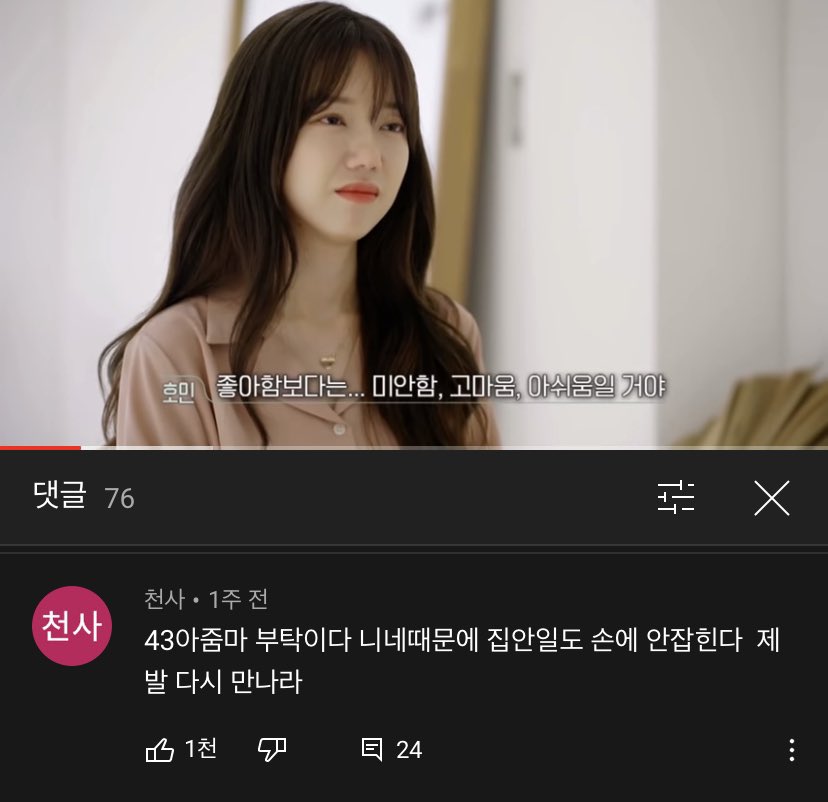 호민 좋아함보다는... 미안함, 고마움, 아쉬움일 거야
댓글 76
천사
천사 • 1주 전
43아줌마 부탁이다 니네때문에 집안일도 손에 안잡힌다 제
발 다시 만나라
1천 24